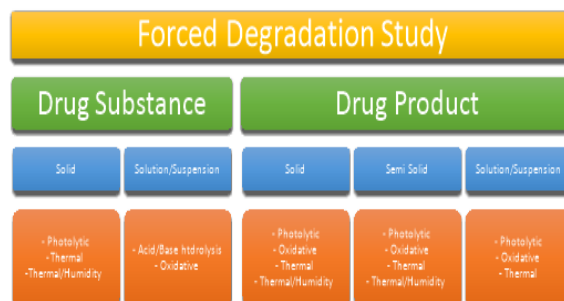 Forced Degradation Study
Drug Substance
Drug Product
Solid
Solution/Suspension
Solid
Semi Solid
Solution/Suspension
- Photolytic
- Thermal
-Thermal/Humidity
- Acid/Base htdrolysis
- Oxidative
- Photolytic
- Oxidative
- Thermal
- Thermal/Humidity
- Photolytic
- Oxidative
- Thermal
- Thermal/Humidity
- Photolytic
- Oxidative
- Thermal